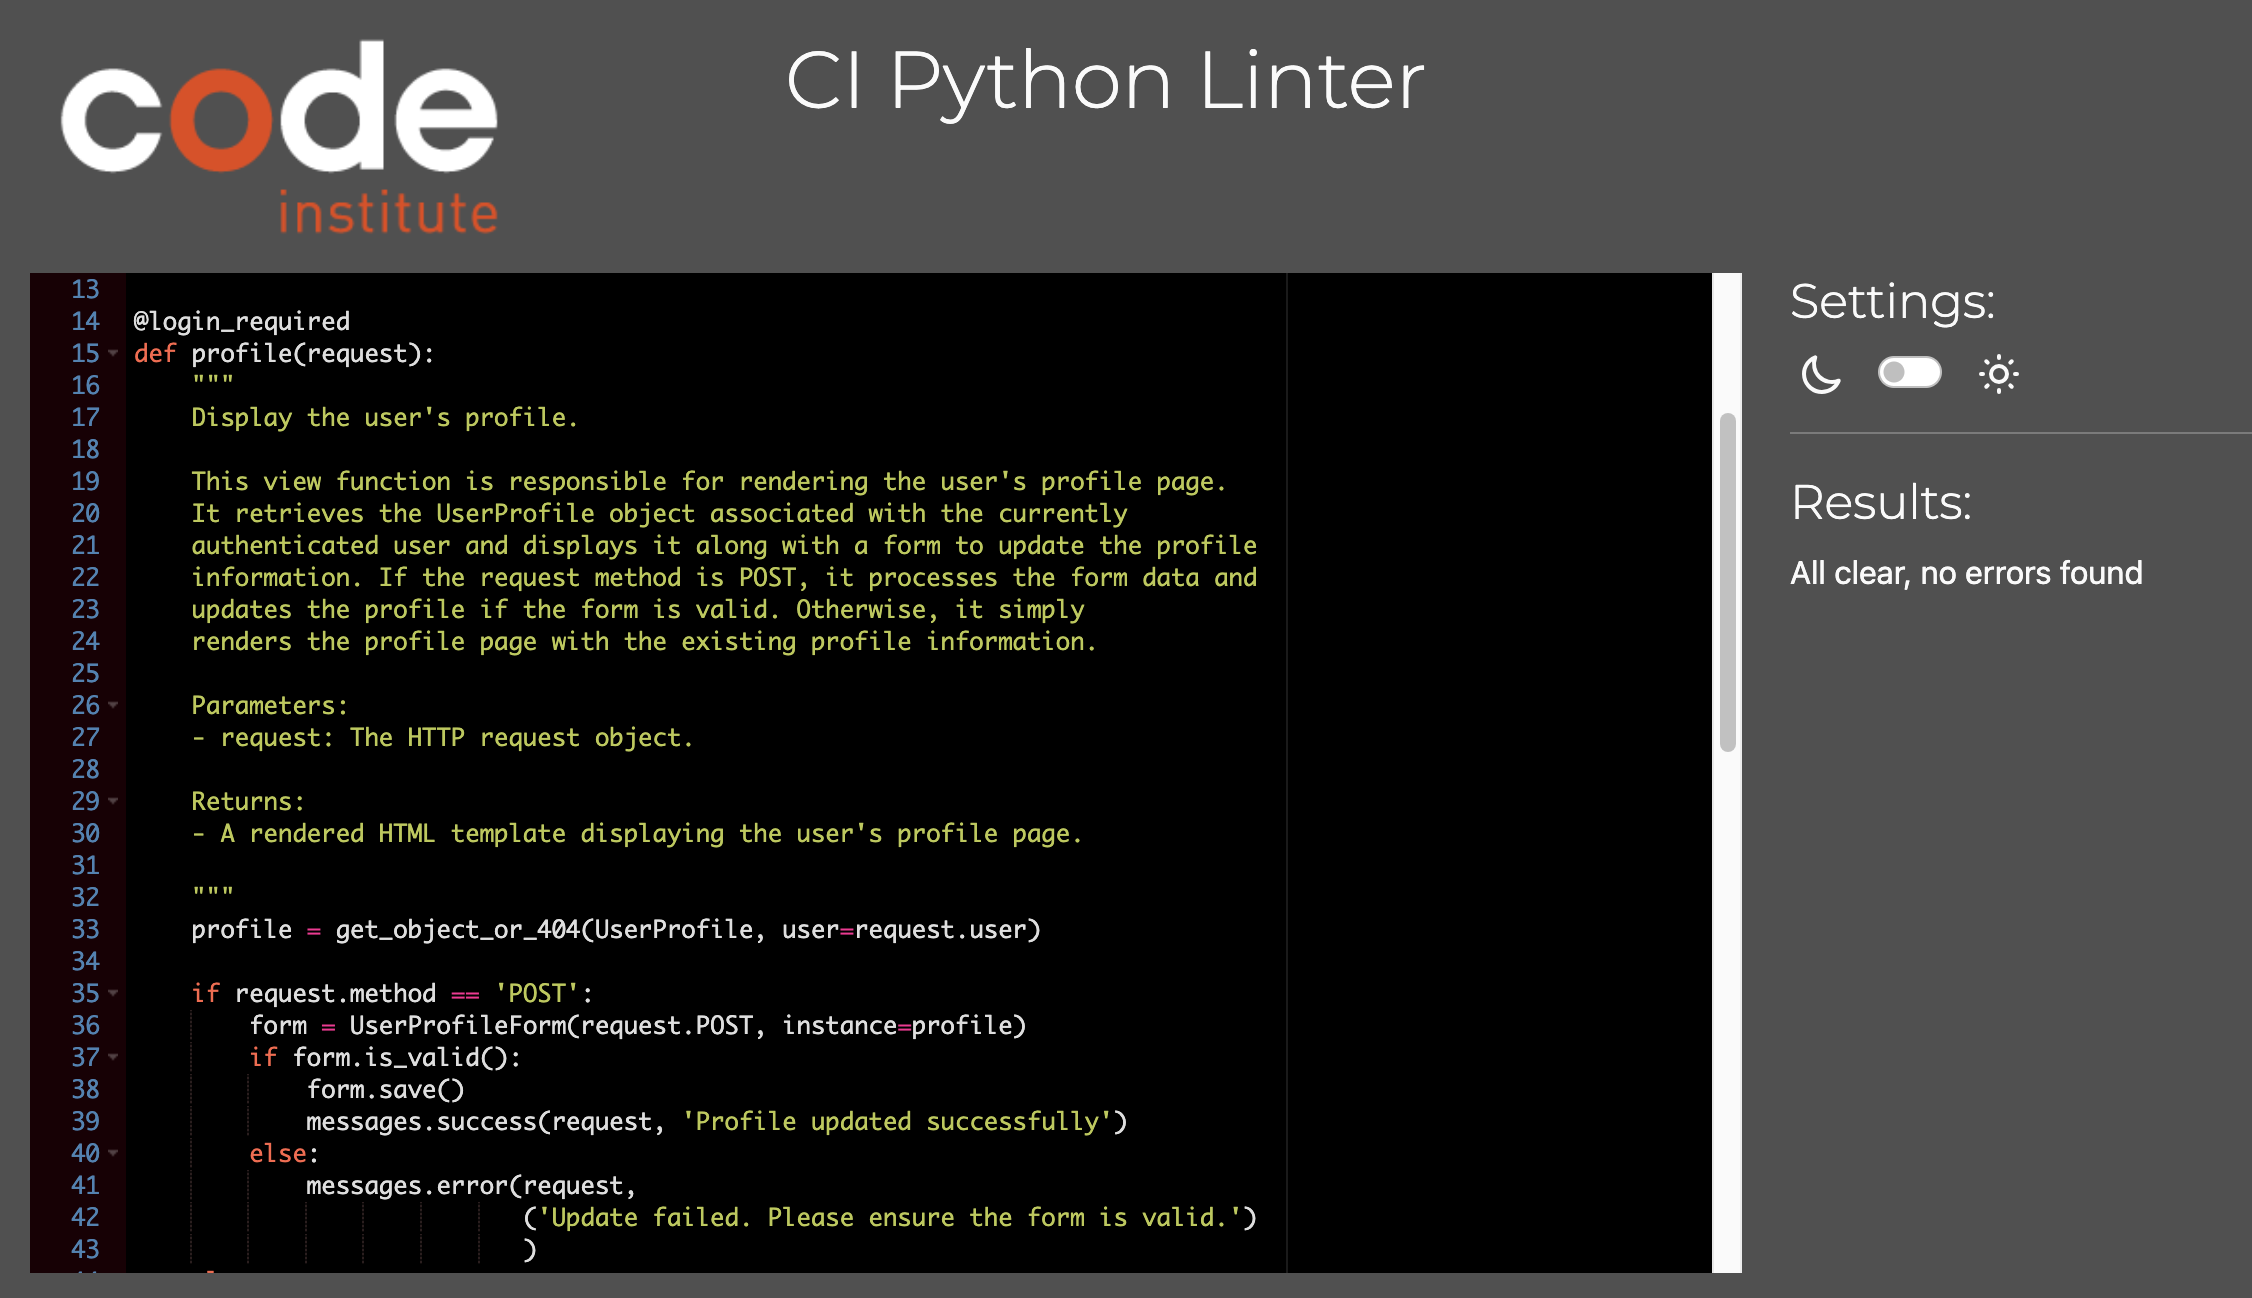 code
institute
CI Python Linter
13
14 @login_required
15 def profile(request):
16     """
17     Display the user's profile.
18
19     This view function is responsible for rendering the user's profile page.
20     It retrieves the UserProfile object associated with the currently
21     authenticated user and displays it along with a form to update the profile
22     information. If the request method is POST, it processes the form data and
23     updates the profile if the form is valid. Otherwise, it simply
24     renders the profile page with the existing profile information.
25
26     Parameters:
27     - request: The HTTP request object.
28
29     Returns:
30     - A rendered HTML template displaying the user's profile page.
31
32     """
33     profile = get_object_or_404(UserProfile, user=request.user)
34
35     if request.method == 'POST':
36         form = UserProfileForm(request.POST, instance=profile)
37         if form.is_valid():
38             form.save()
39             messages.success(request, 'Profile updated successfully')
40         else:
41             messages.error(request,
42                            ('Update failed. Please ensure the form is valid.')
43                            )
Settings:
Results:
All clear, no errors found